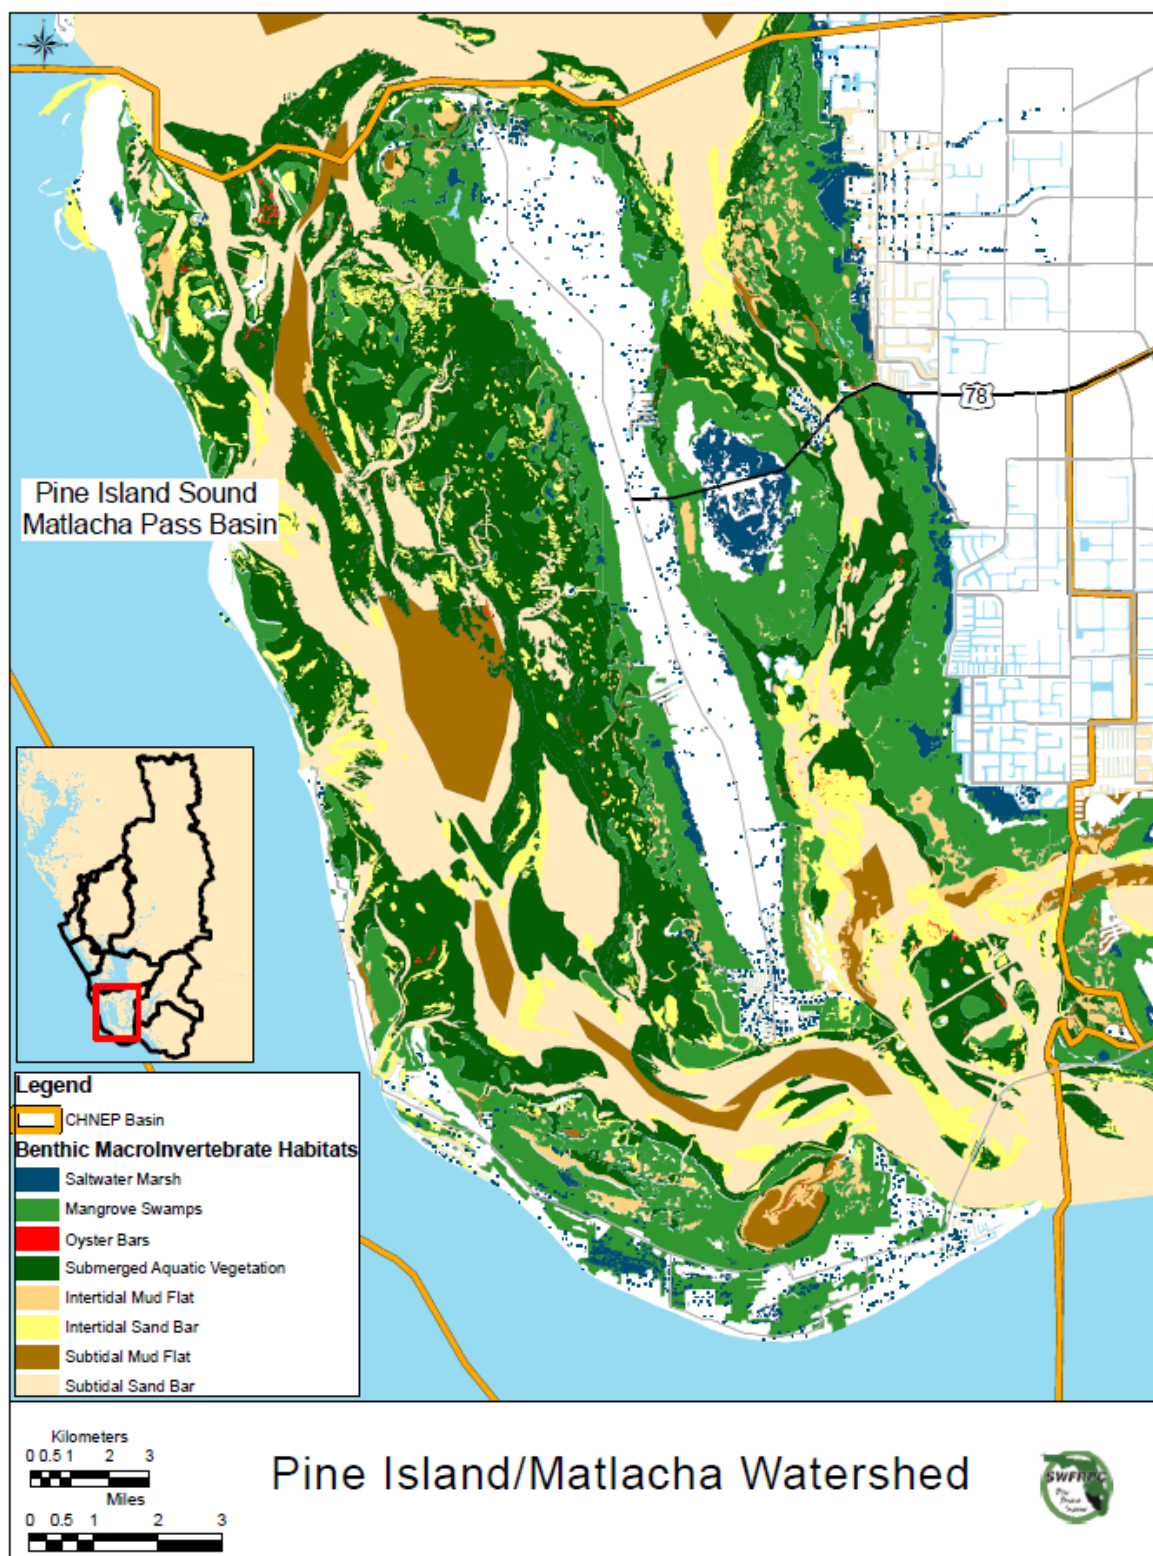 78
Pine Island Sound
Matlacha Pass Basin
Legend
CHNEP Basin
Benthic MacroInvertebrate Habitats
Saltwater Marsh
Mangrove Swamps
Oyster Bars
Submerged Aquatic Vegetation
Intertidal Mud Flat
Intertidal Sand Bar
Subtidal Mud Flat
Subtidal Sand Bar
Kilometers
0 0.5 1 2 3
Miles
0 0.5 1 2 3
Pine Island/Matlacha Watershed
SWFRPC